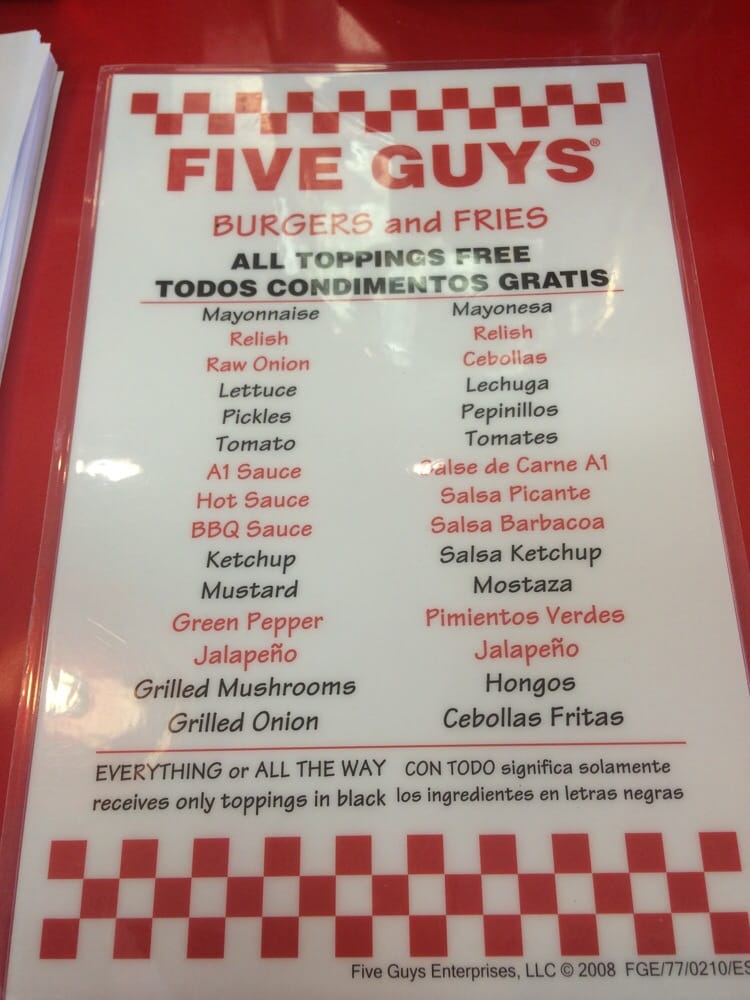 FIVE GUYS®
BURGERS and FRIES
ALL TOPPINGS FREE
TODOS CONDIMENTOS GRATIS
Mayonnaise Mayonesa
Relish Relish
Raw Onion Cebollas
Lettuce Lechuga
Pickles Pepinillos
Tomato Tomates
A1 Sauce Salse de Carne A1
Hot Sauce Salsa Picante
BBQ Sauce Salsa Barbacoa
Ketchup Salsa Ketchup
Mustard Mostaza
Green Pepper Pimientos Verdes
Jalapeño Jalapeño
Grilled Mushrooms Hongos
Grilled Onion Cebollas Fritas
EVERYTHING or ALL THE WAY CON TODO significa solamente
receives only toppings in black los ingredientes en letras negras
Five Guys Enterprises, LLC © 2008 FGE/77/0210/ES